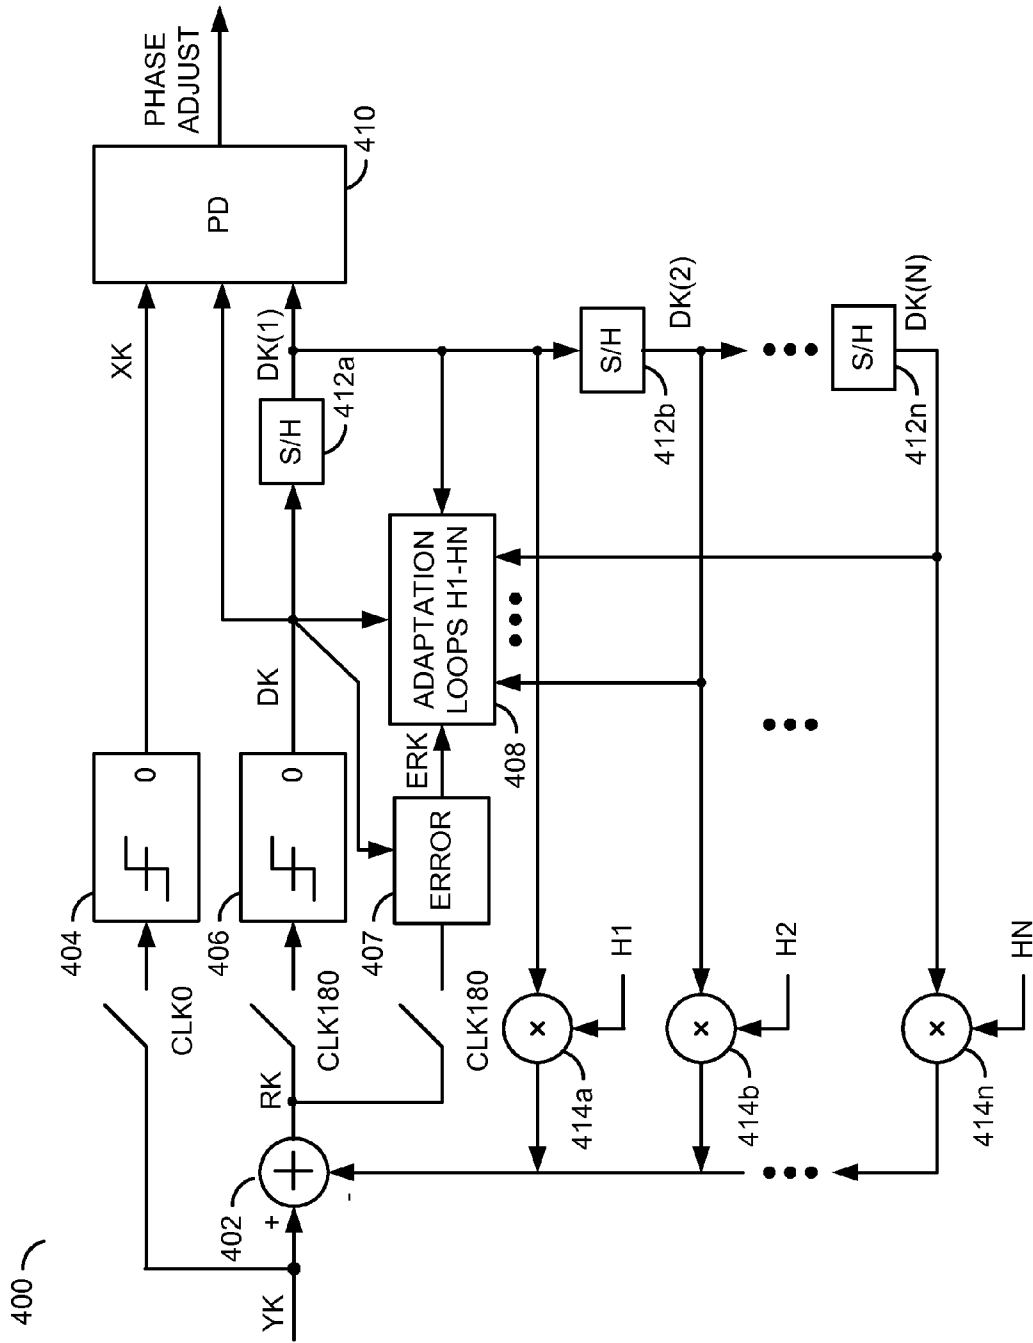 400
YK
+
-
402
RK
CLK0
CLK180
CLK180
404
0
406
0
407
ERROR
ERK
DK
XK
S/H
412a
DK(1)
PD
410
PHASE
ADJUST
ADAPTATION
LOOPS H1-HN
408
S/H
412b
DK(2)
S/H
412n
DK(N)
×
414a
H1
×
414b
H2
×
414n
HN